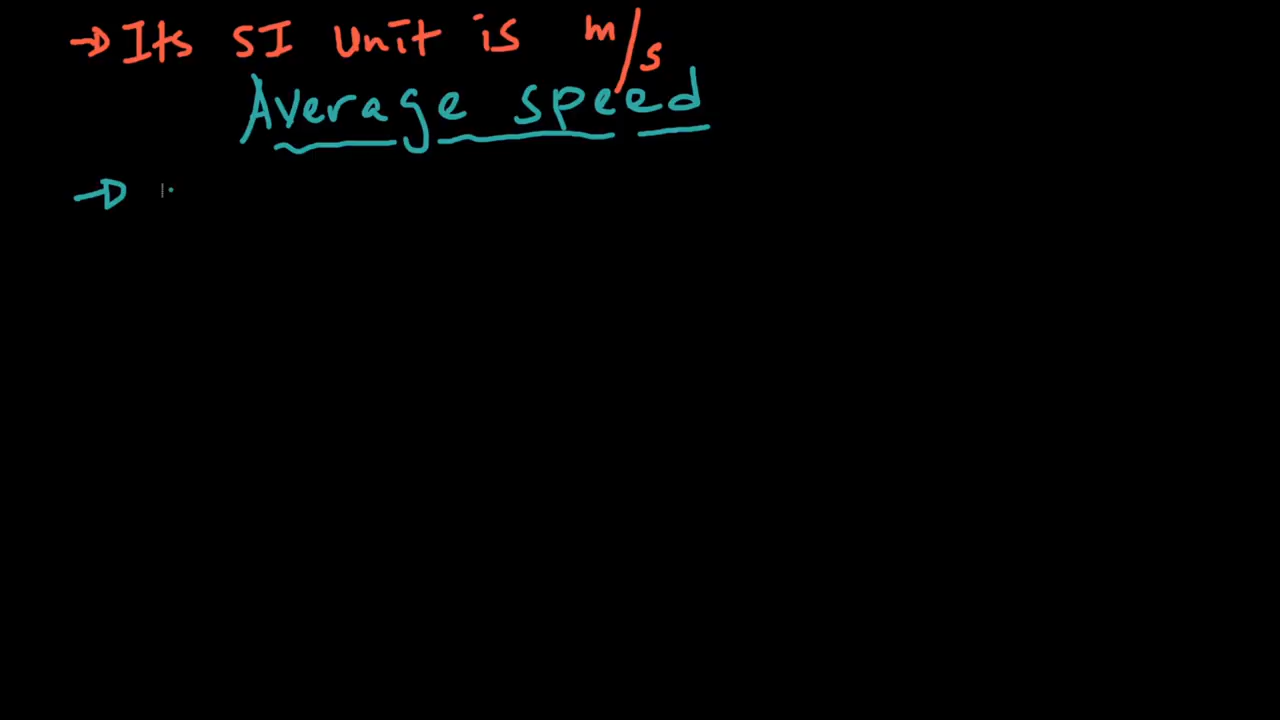 → Its SI unit is m/s
Average speed
→